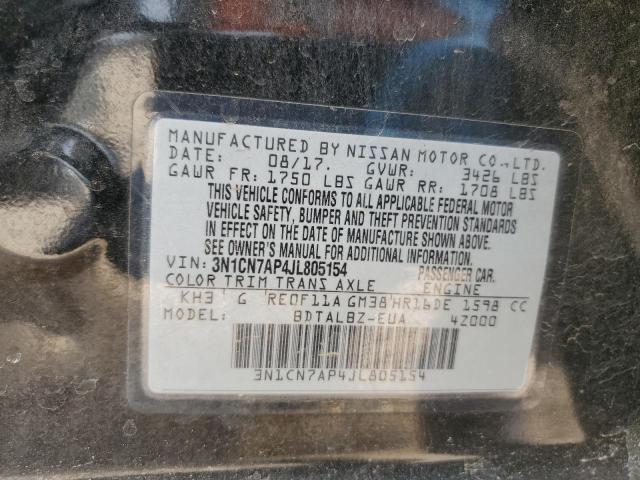 MANUFACTURED BY NISSAN MOTOR CO.,LTD.
DATE: 08/17. GVWR: 3426 LBS
GAWR FR: 1750 LBS GAWR RR: 1708 LBS
THIS VEHICLE CONFORMS TO ALL APPLICABLE FEDERAL MOTOR
VEHICLE SAFETY, BUMPER AND THEFT PREVENTION STANDARDS
IN EFFECT ON THE DATE OF MANUFACTURE SHOWN ABOVE.
SEE OWNER'S MANUAL FOR ADDITIONAL INFORMATION.
VIN: 3N1CN7AP4JL805154 PASSENGER CAR.
COLOR TRIM TRANS AXLE ENGINE
KH3 G RE0F11A GM38 HR16DE 1598 CC
MODEL: BDTALBZ-EUA 42000
3N1CN7AP4JL805154